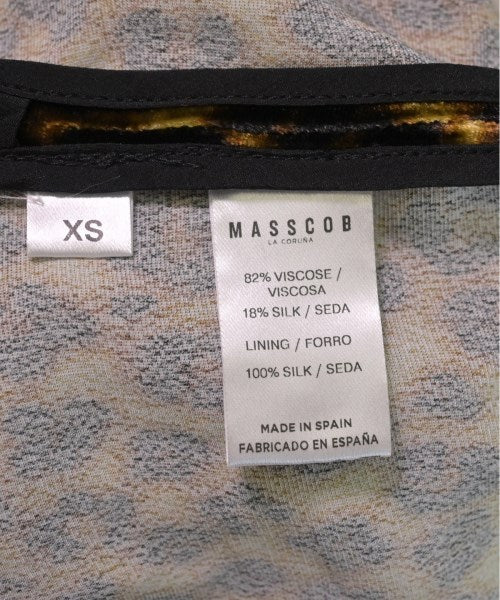 XS
MASSCOB
LA CORUÑA
82% VISCOSE /
VISCOSA
18% SILK / SEDA
LINING / FORRO
100% SILK / SEDA
MADE IN SPAIN
FABRICADO EN ESPAÑA